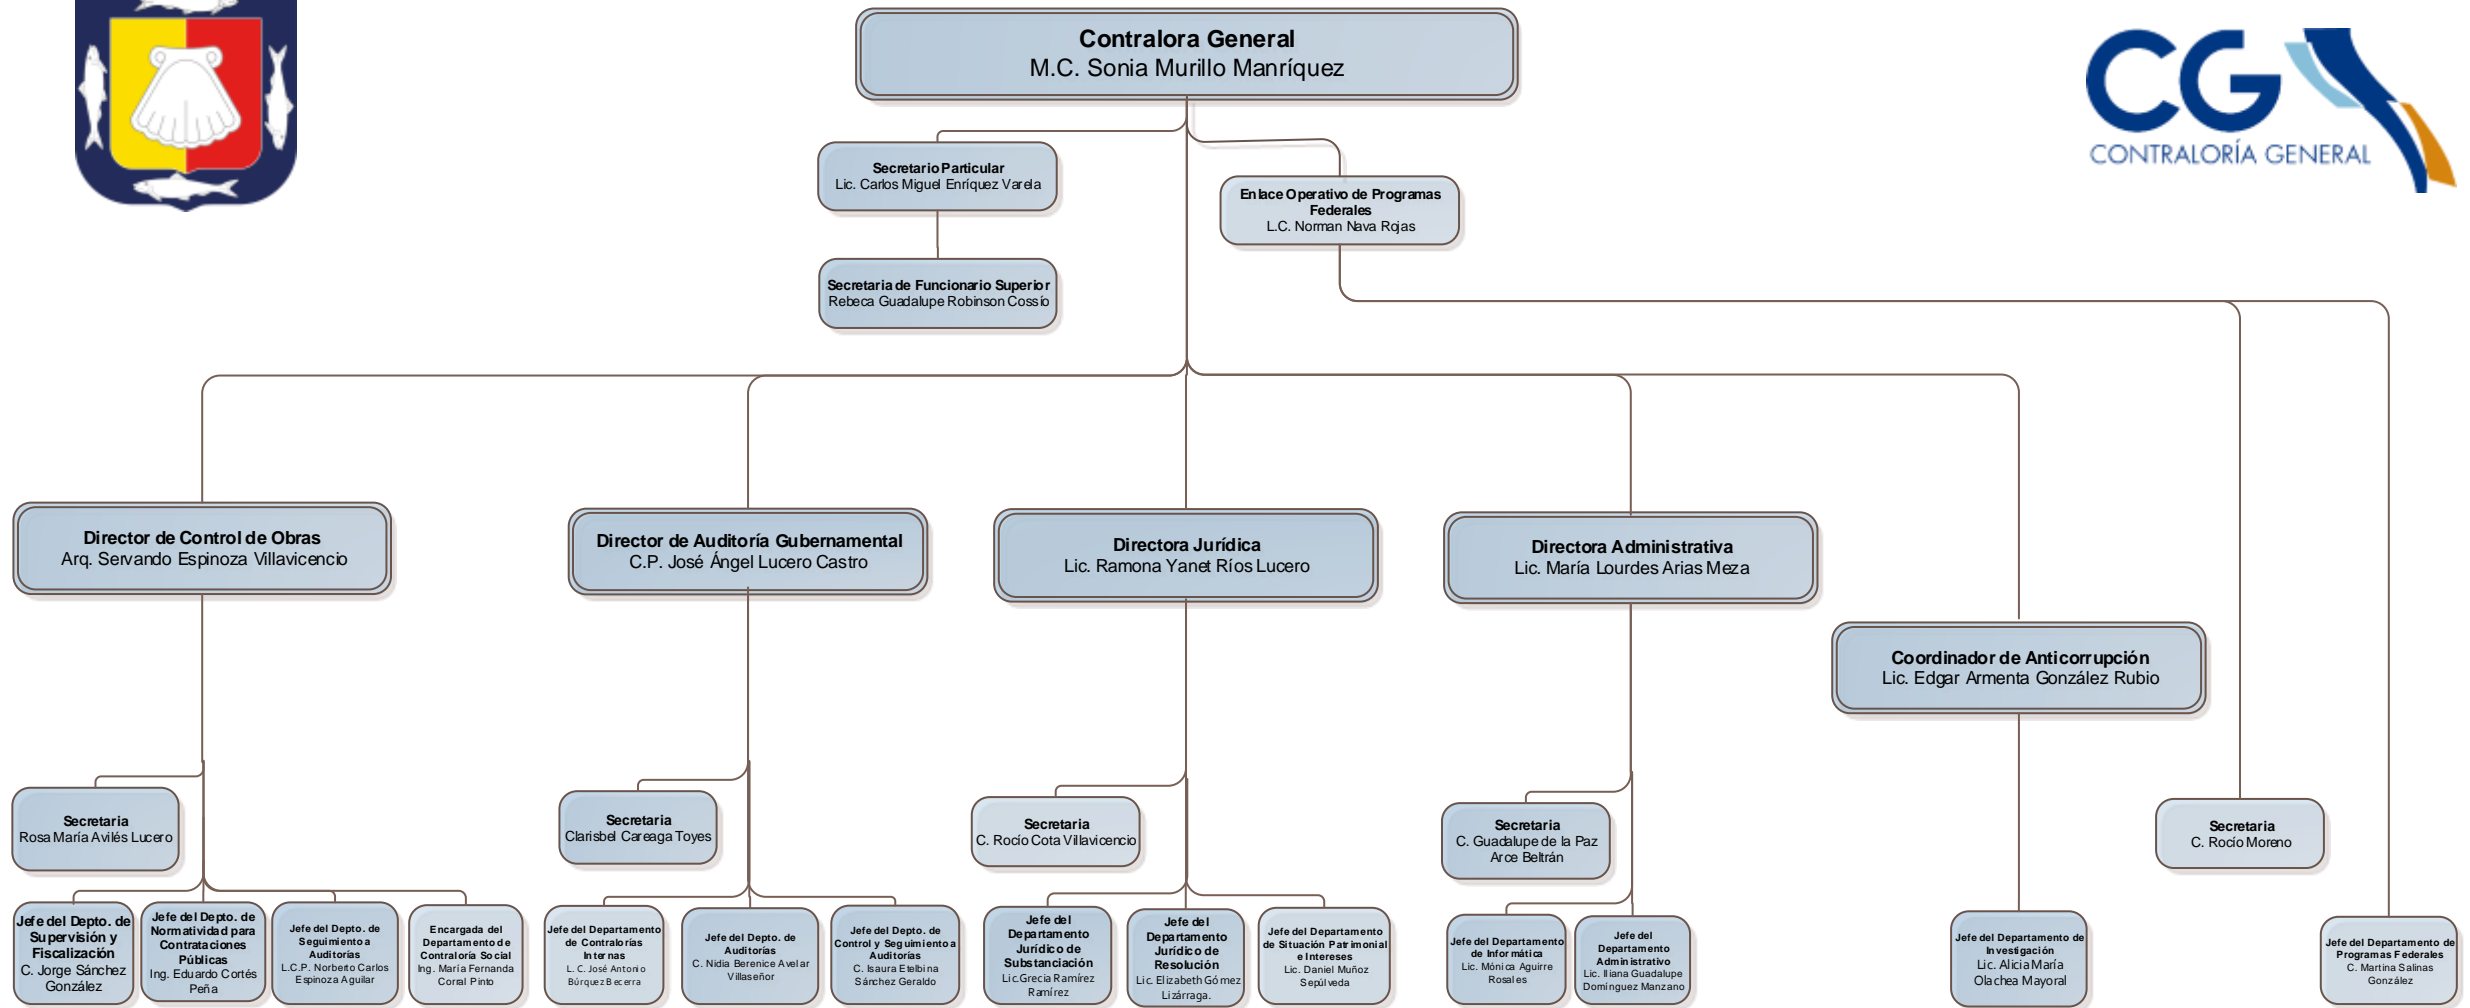 Contralora General
M.C. Sonia Murillo Manríquez
CG
CONTRALORÍA GENERAL
Secretario Particular
Lic. Carlos Miguel Enríquez Varela
Enlace Operativo de Programas
Federales
L.C. Norman Nava Rojas
Secretaria de Funcionario Superior
Rebeca Guadalupe Robinson Cossío
Director de Control de Obras
Arq. Servando Espinoza Villavicencio
Director de Auditoría Gubernamental
C.P. José Ángel Lucero Castro
Directora Jurídica
Lic. Ramona Yanet Ríos Lucero
Directora Administrativa
Lic. María Lourdes Arias Meza
Coordinador de Anticorrupción
Lic. Edgar Armenta González Rubio
Secretaria
Rosa María Avilés Lucero
Secretaria
Clarisbel Careaga Toyes
Secretaria
C. Rocío Cota Villavicencio
Secretaria
C. Guadalupe de la Paz
Arce Beltrán
Secretaria
C. Rocío Moreno
Jefe del Depto. de
Supervisión y
Fiscalización
C. Jorge Sánchez
González
Jefe del Depto. de
Normatividad para
Contrataciones
Públicas
Ing. Eduardo Cortés
Peña
Jefe del Depto. de
Seguimiento a
Auditorías
L.C.P. Norberto Carlos
Espinoza Aguilar
Encargada del
Departamento de
Contraloría Social
Ing. María Fernanda
Corral Pinto
Jefe del Departamento
de Contralorías
Internas
L. C. José Antonio
Bórquez Becerra
Jefe del Depto. de
Auditorías
C. Nidia Berenice Avelar
Villaseñor
Jefe del Depto. de
Control y Seguimiento a
Auditorías
C. Isaura Etelbina
Sánchez Geraldo
Jefe del
Departamento
Jurídico de
Substanciación
Lic.Grecia Ramírez
Ramírez
Jefe del
Departamento
Jurídico de
Resolución
Lic. Elizabeth Gómez
Lizárraga.
Jefe del Departamento
de Situación Patrimonial
e Intereses
Lic. Daniel Muñoz
Sepúlveda
Jefe del Departamento
de Informática
Lic. Mónica Aguirre
Rosales
Jefe del
Departamento
Administrativo
Lic. Iliana Guadalupe
Domínguez Manzano
Jefe del Departamento de
Investigación
Lic. Alicia María
Olachea Mayoral
Jefe del Departamento de
Programas Federales
C. Martina Salinas
González